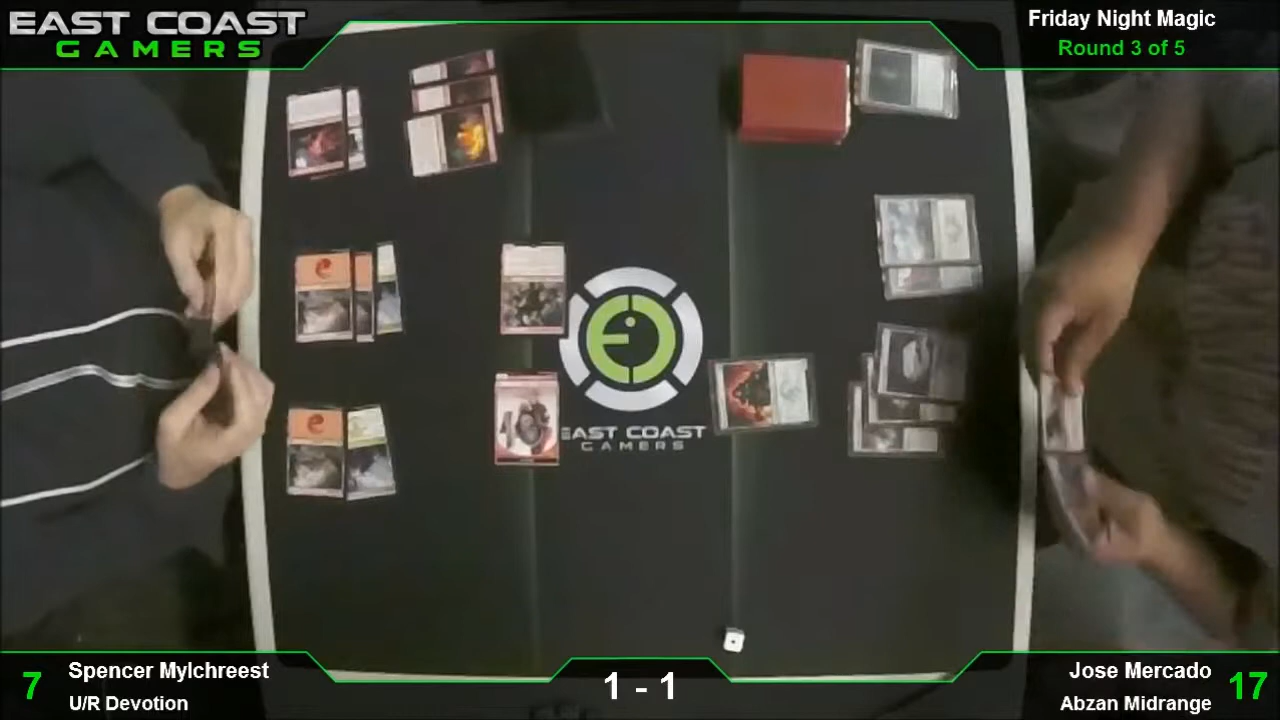 EAST COAST
GAMERS
Friday Night Magic
Round 3 of 5
EAST COAST
GAMERS
7
Spencer Mylchreest
U/R Devotion
1 - 1
Jose Mercado
Abzan Midrange
17